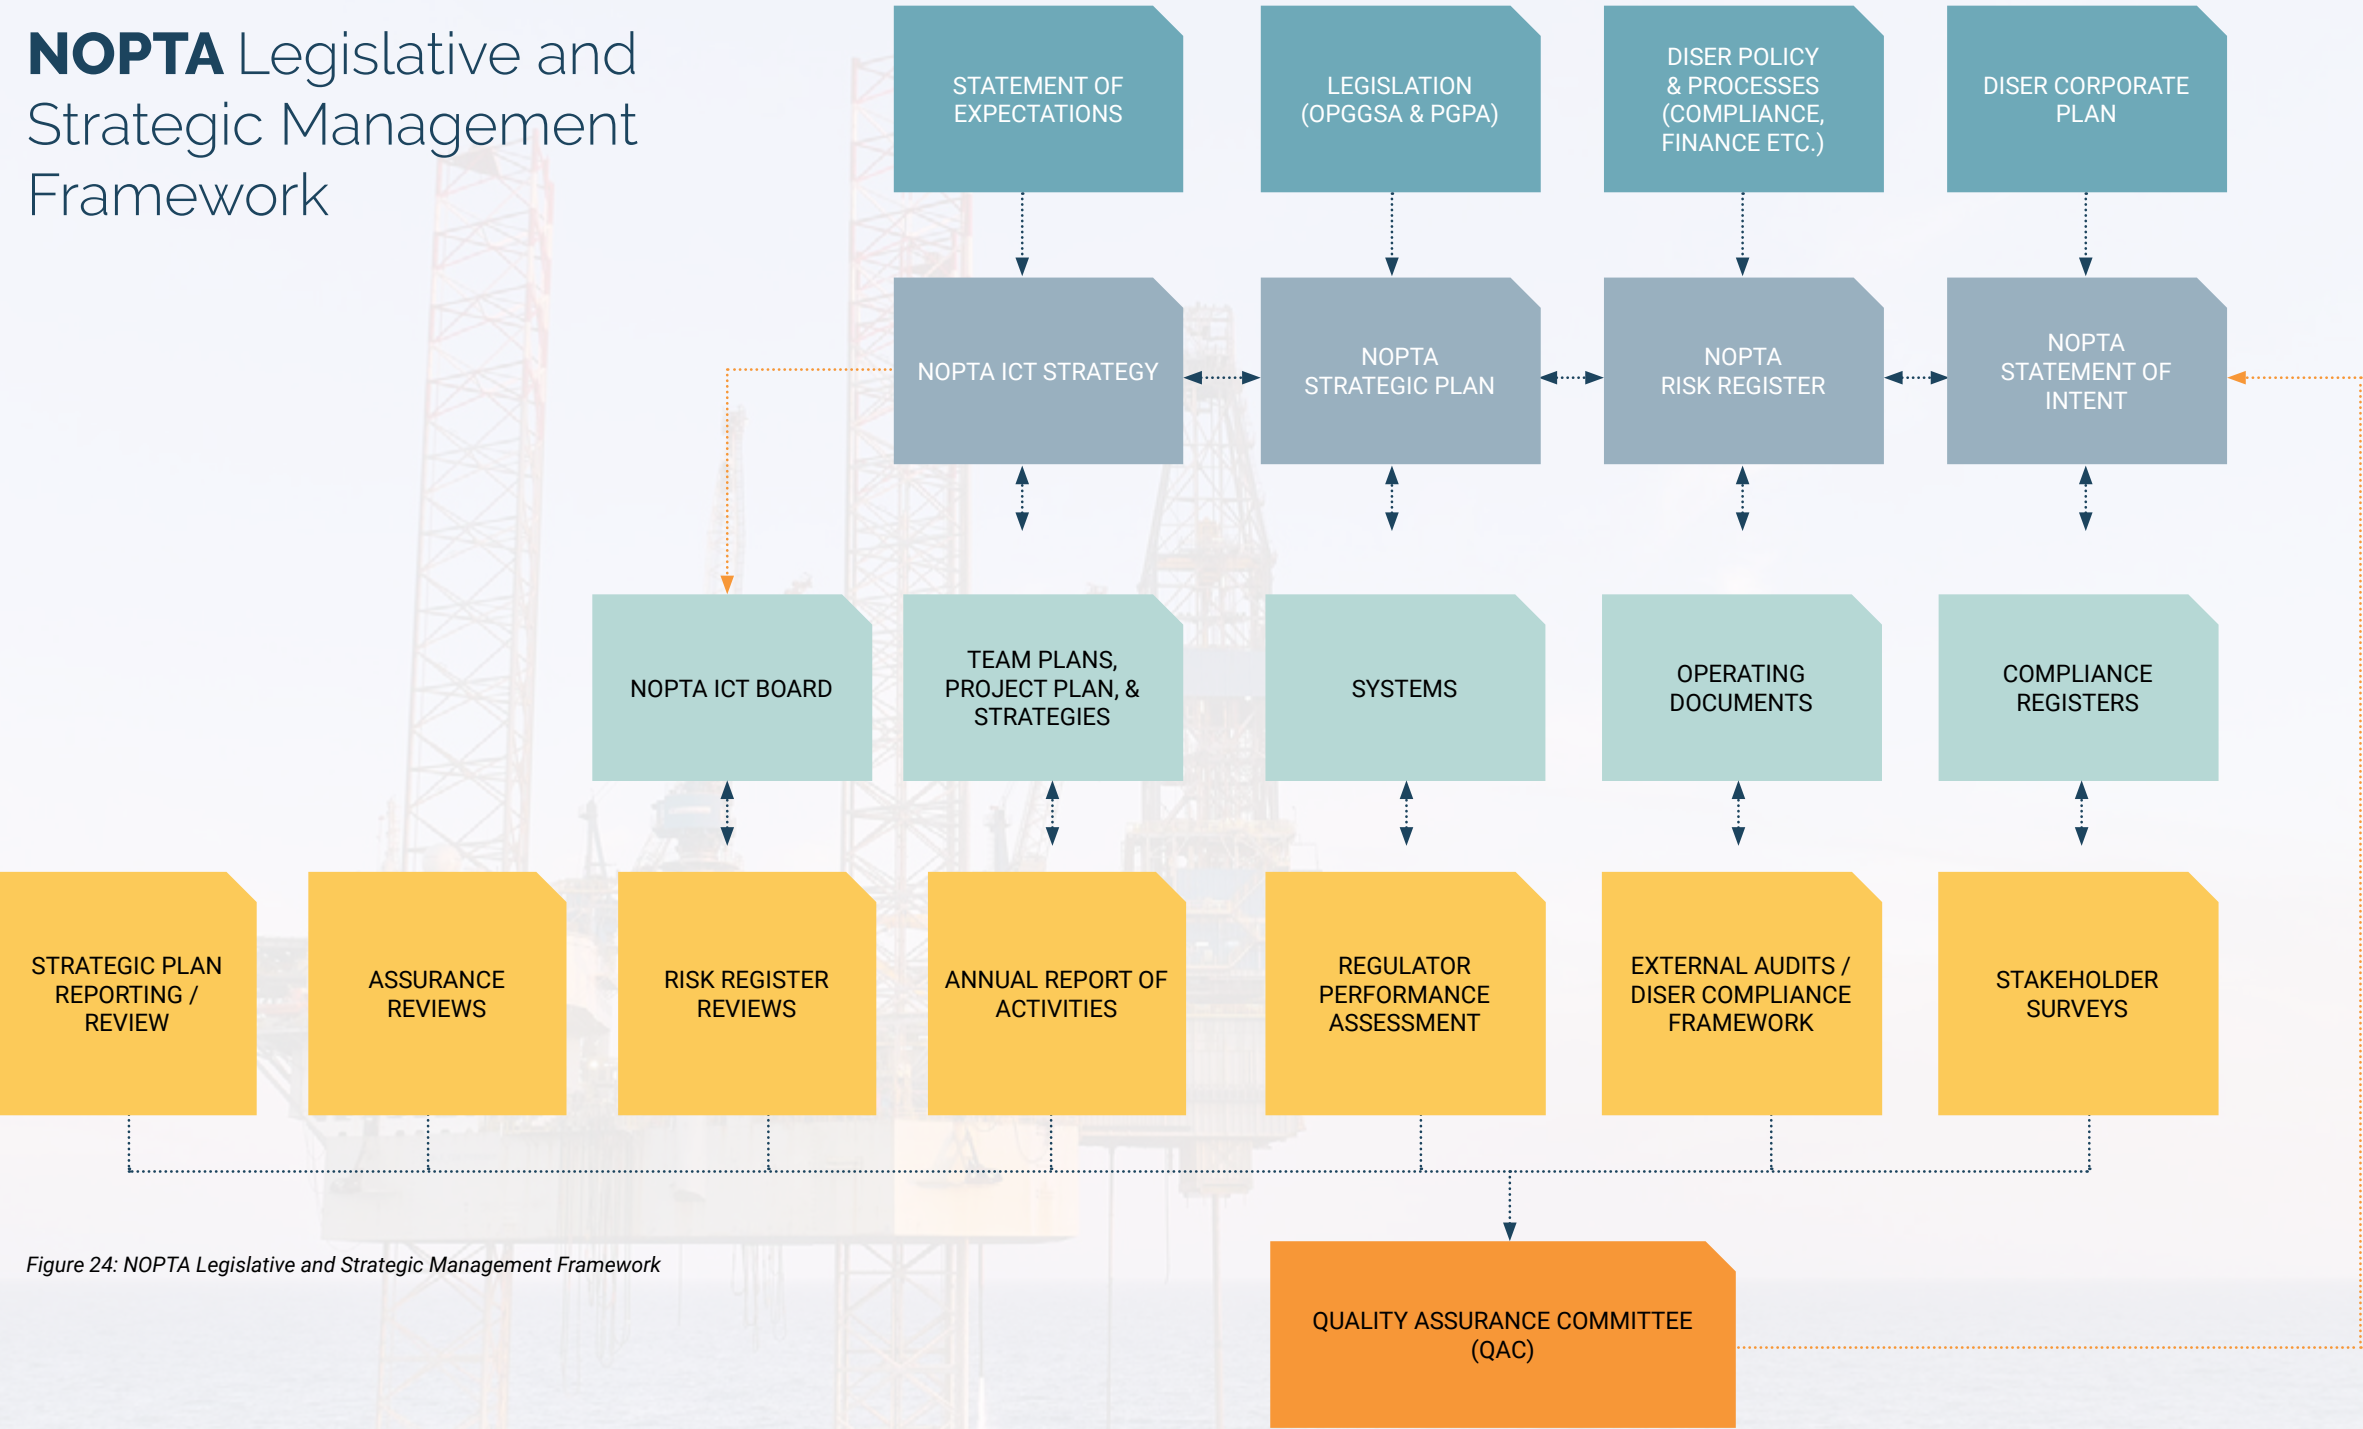 NOPTA Legislative and
Strategic Management
Framework
STATEMENT OF
EXPECTATIONS
LEGISLATION
(OPGGSA & PGPA)
DISER POLICY
& PROCESSES
(COMPLIANCE,
FINANCE ETC.)
DISER CORPORATE
PLAN
NOPTA ICT STRATEGY
NOPTA
STRATEGIC PLAN
NOPTA
RISK REGISTER
NOPTA
STATEMENT OF
INTENT
NOPTA ICT BOARD
TEAM PLANS,
PROJECT PLAN, &
STRATEGIES
SYSTEMS
OPERATING
DOCUMENTS
COMPLIANCE
REGISTERS
STRATEGIC PLAN
REPORTING /
REVIEW
ASSURANCE
REVIEWS
RISK REGISTER
REVIEWS
ANNUAL REPORT OF
ACTIVITIES
REGULATOR
PERFORMANCE
ASSESSMENT
EXTERNAL AUDITS /
DISER COMPLIANCE
FRAMEWORK
STAKEHOLDER
SURVEYS
Figure 24: NOPTA Legislative and Strategic Management Framework
QUALITY ASSURANCE COMMITTEE
(QAC)